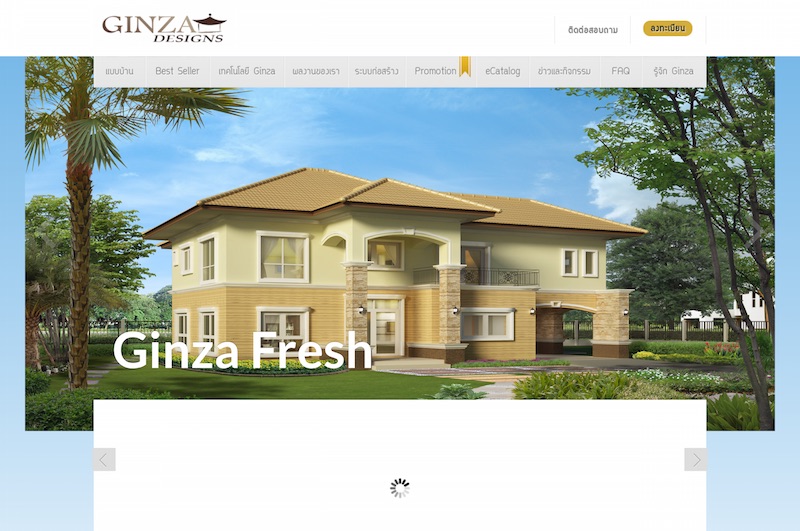 GINZA
DESIGNS
ติดต่อสอบถาม
ลงทะเบียน
แบบบ้าน
Best Seller
เทคโนโลยี Ginza
ผลงานของเรา
ระบบก่อสร้าง
Promotion
eCatalog
ข่าวและกิจกรรม
FAQ
รู้จัก Ginza
Ginza Fresh